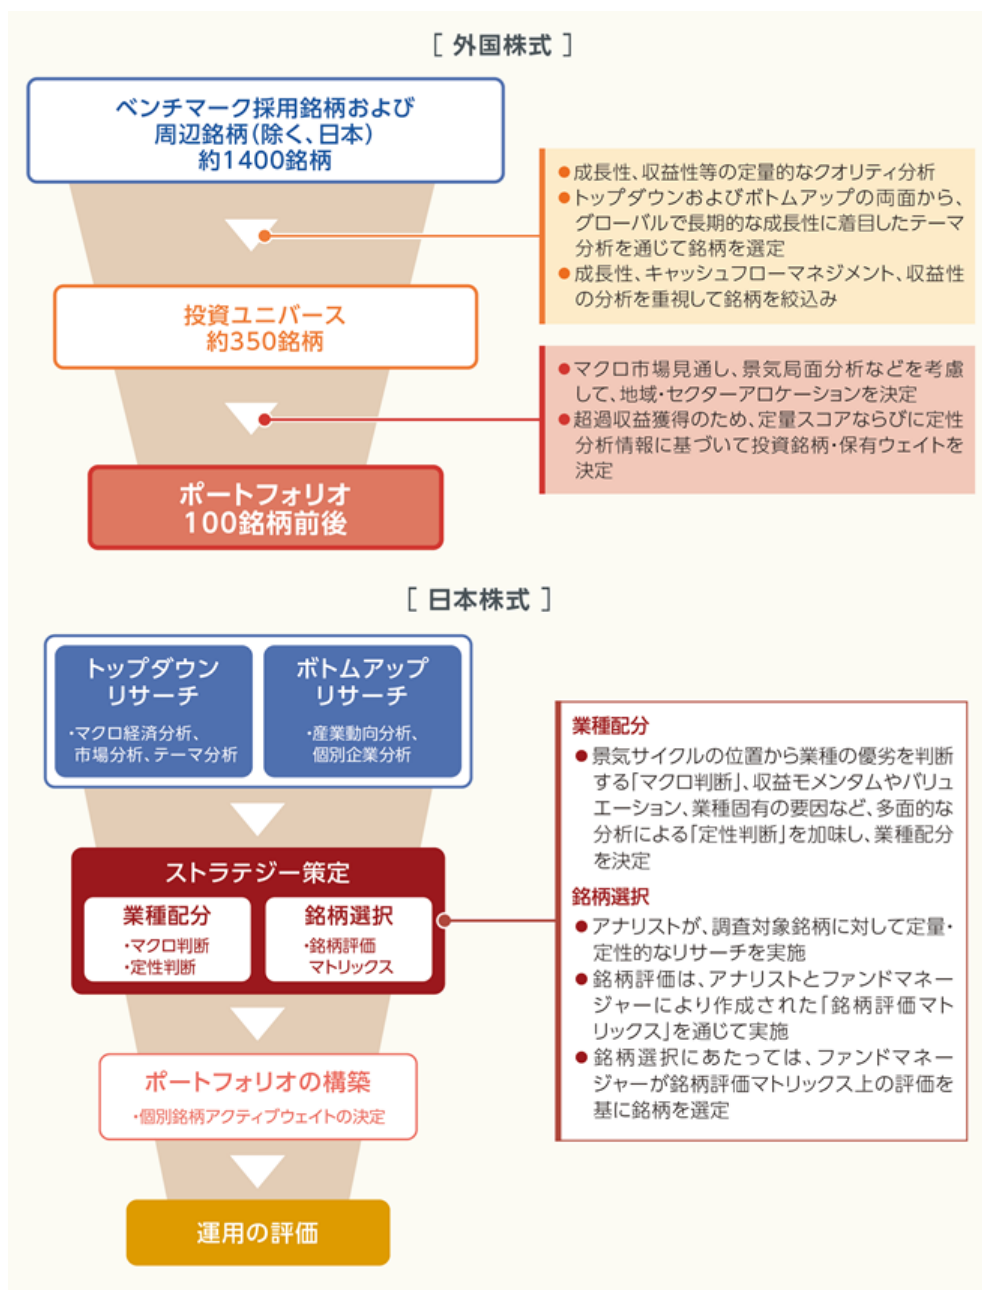 [ 外国株式 ]
ベンチマーク採用銘柄および
周辺銘柄(除く、日本)
約1400銘柄
●成長性、収益性等の定量的なクオリティ分析
●トップダウンおよびボトムアップの両面から、
グローバルで長期的な成長性に着目したテーマ
分析を通じて銘柄を選定
●成長性、キャッシュフローマネジメント、収益性
の分析を重視して銘柄を絞込み
投資ユニバース
約350銘柄
●マクロ市場見通し、景気局面分析などを考慮
して、地域・セクターアロケーションを決定
●超過収益獲得のため、定量スコアならびに定性
分析情報に基づいて投資銘柄・保有ウェイトを
決定
ポートフォリオ
100銘柄前後
[ 日本株式 ]
トップダウン
リサーチ
・マクロ経済分析、
市場分析、テーマ分析
ボトムアップ
リサーチ
・産業動向分析、
個別企業分析
ストラテジー策定
業種配分
・マクロ判断
・定性判断
銘柄選択
・銘柄評価
マトリックス
業種配分
●景気サイクルの位置から業種の優劣を判断
する「マクロ判断」、収益モメンタムやバリュ
エーション、業種固有の要因など、多面的な
分析による「定性判断」を加味し、業種配分
を決定
銘柄選択
●アナリストが、調査対象銘柄に対して定量・
定性的なリサーチを実施
●銘柄評価は、アナリストとファンドマネー
ジャーにより作成された「銘柄評価マト
リックス」を通じて実施
●銘柄選択にあたっては、ファンドマネー
ジャーが銘柄評価マトリックス上の評価を
基に銘柄を選定
ポートフォリオの構築
・個別銘柄アクティブウェイトの決定
運用の評価